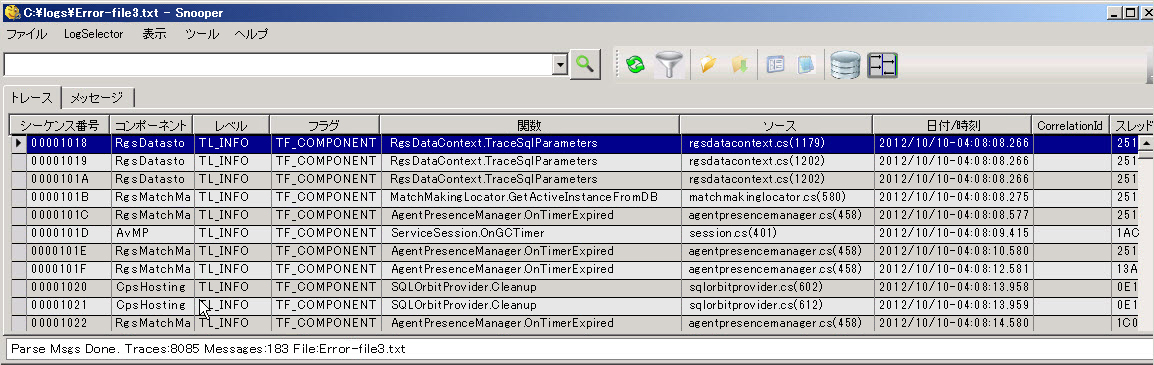 C:¥logs¥Error-file3.txt - Snooper
ファイル LogSelector 表示 ツール ヘルプ
トレース メッセージ
シーケンス番号 コンポーネント レベル フラグ 関数 ソース 日付/時刻 CorrelationId スレッド
00001018 RgsDatasto TL_INFO TF_COMPONENT RgsDataContext.TraceSqlParameters rgsdatacontext.cs(1179) 2012/10/10-04:08:08.266 251
00001019 RgsDatasto TL_INFO TF_COMPONENT RgsDataContext.TraceSqlParameters rgsdatacontext.cs(1202) 2012/10/10-04:08:08.266 251
0000101A RgsDatasto TL_INFO TF_COMPONENT RgsDataContext.TraceSqlParameters rgsdatacontext.cs(1202) 2012/10/10-04:08:08.266 251
0000101B RgsMatchMa TL_INFO TF_COMPONENT MatchMakingLocator.GetActiveInstanceFromDB matchmakinglocator.cs(580) 2012/10/10-04:08:08.275 251
0000101C RgsMatchMa TL_INFO TF_COMPONENT AgentPresenceManager.OnTimerExpired agentpresencemanager.cs(458) 2012/10/10-04:08:08.577 251
0000101D AvMP TL_INFO TF_COMPONENT ServiceSession.OnGCTimer session.cs(401) 2012/10/10-04:08:09.415 1AC
0000101E RgsMatchMa TL_INFO TF_COMPONENT AgentPresenceManager.OnTimerExpired agentpresencemanager.cs(458) 2012/10/10-04:08:10.580 251
0000101F RgsMatchMa TL_INFO TF_COMPONENT AgentPresenceManager.OnTimerExpired agentpresencemanager.cs(458) 2012/10/10-04:08:12.581 13A
00001020 CpsHosting TL_INFO TF_COMPONENT SQLOrbitProvider.Cleanup sqlorbitprovider.cs(602) 2012/10/10-04:08:13.958 0E1
00001021 CpsHosting TL_INFO TF_COMPONENT SQLOrbitProvider.Cleanup sqlorbitprovider.cs(612) 2012/10/10-04:08:13.959 0E1
00001022 RgsMatchMa TL_INFO TF_COMPONENT AgentPresenceManager.OnTimerExpired agentpresencemanager.cs(458) 2012/10/10-04:08:14.580 1C0
Parse Msgs Done. Traces:8085 Messages:183 File:Error-file3.txt